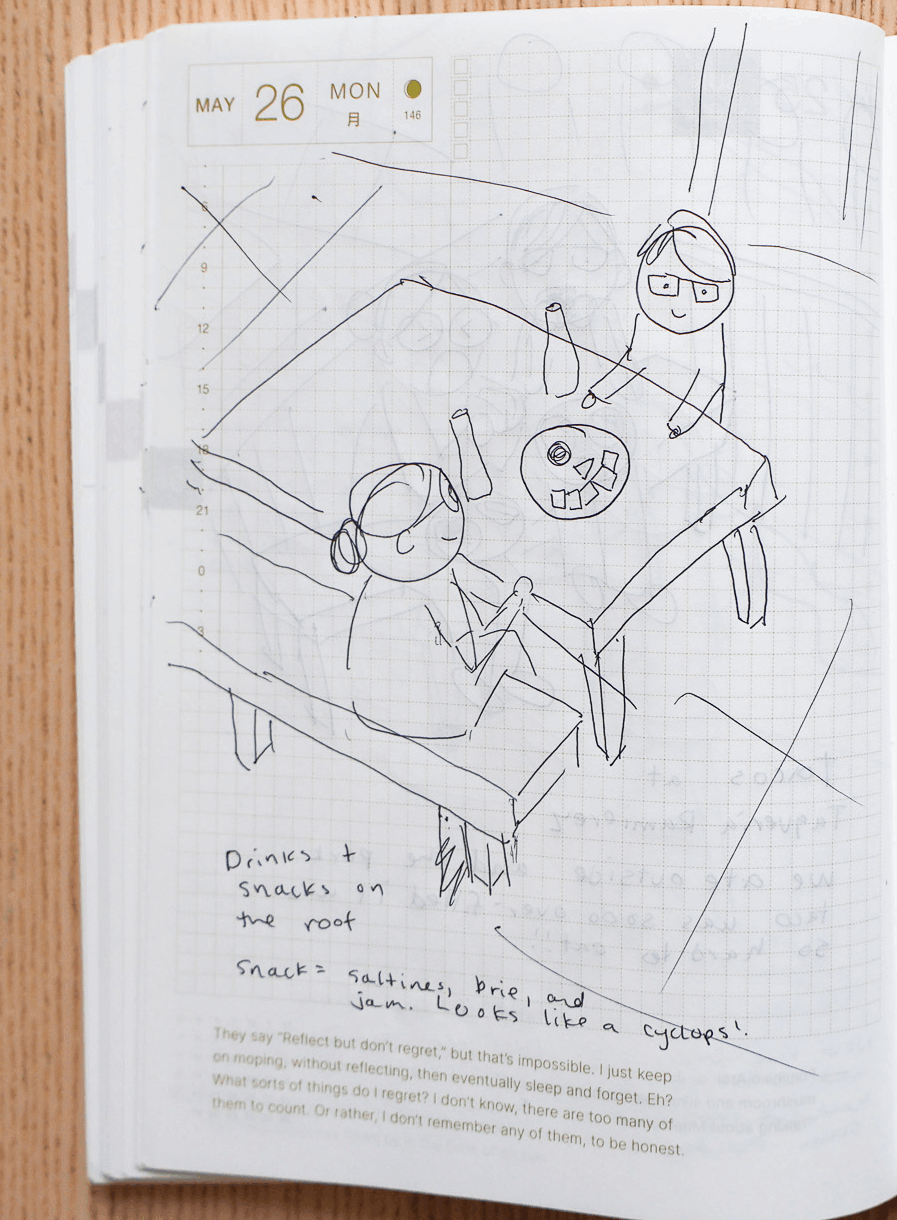 MAY 26 MON
月
146
6
9
12
15
18
21
0
3
Drinks +
snacks on
the roof
snack = saltines, brie, and
jam. Looks like a cyclops!
They say "Reflect but don't regret," but that's impossible. I just keep
on moping, without reflecting, then eventually sleep and forget. Eh?
What sorts of things do I regret? I don't know, there are too many of
them to count. Or rather, I don't remember any of them, to be honest.